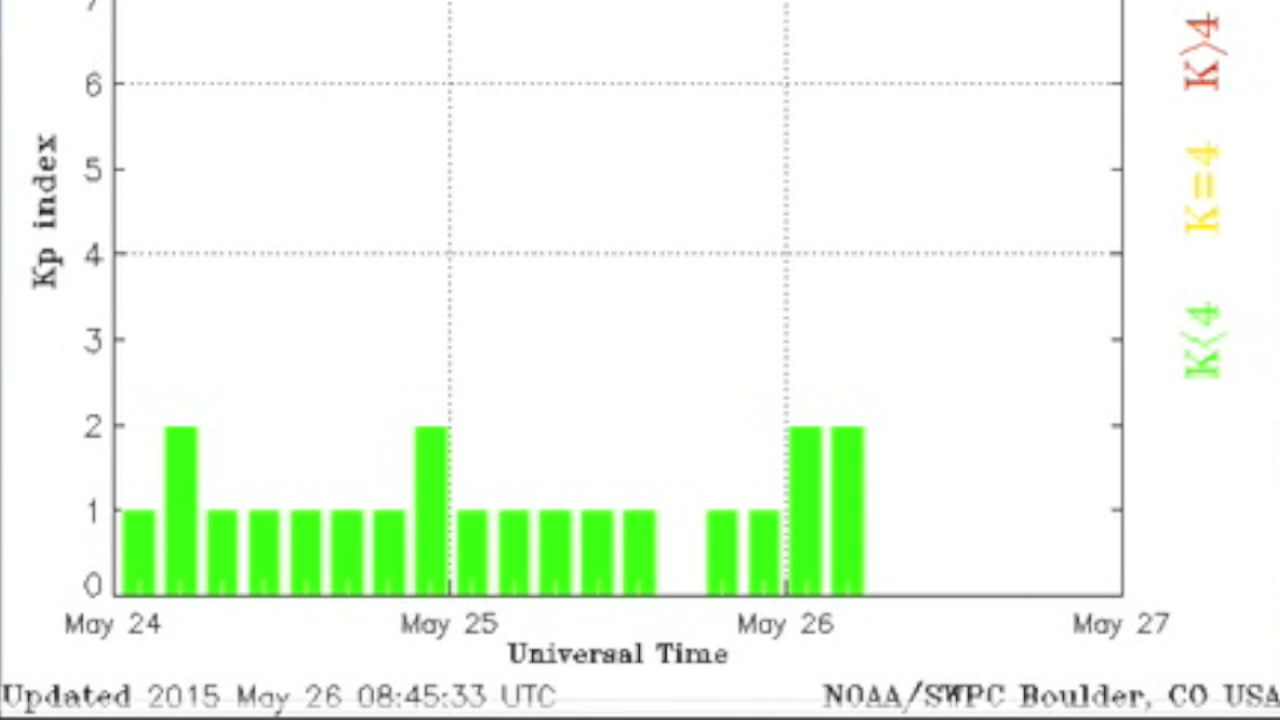 7
6
5
4
3
2
1
0
Kp index
K>4
K=4
K<4
May 24
May 25
May 26
May 27
Universal Time
Updated 2015 May 26 08:45:33 UTC
NOAA/SWPC Boulder, CO USA